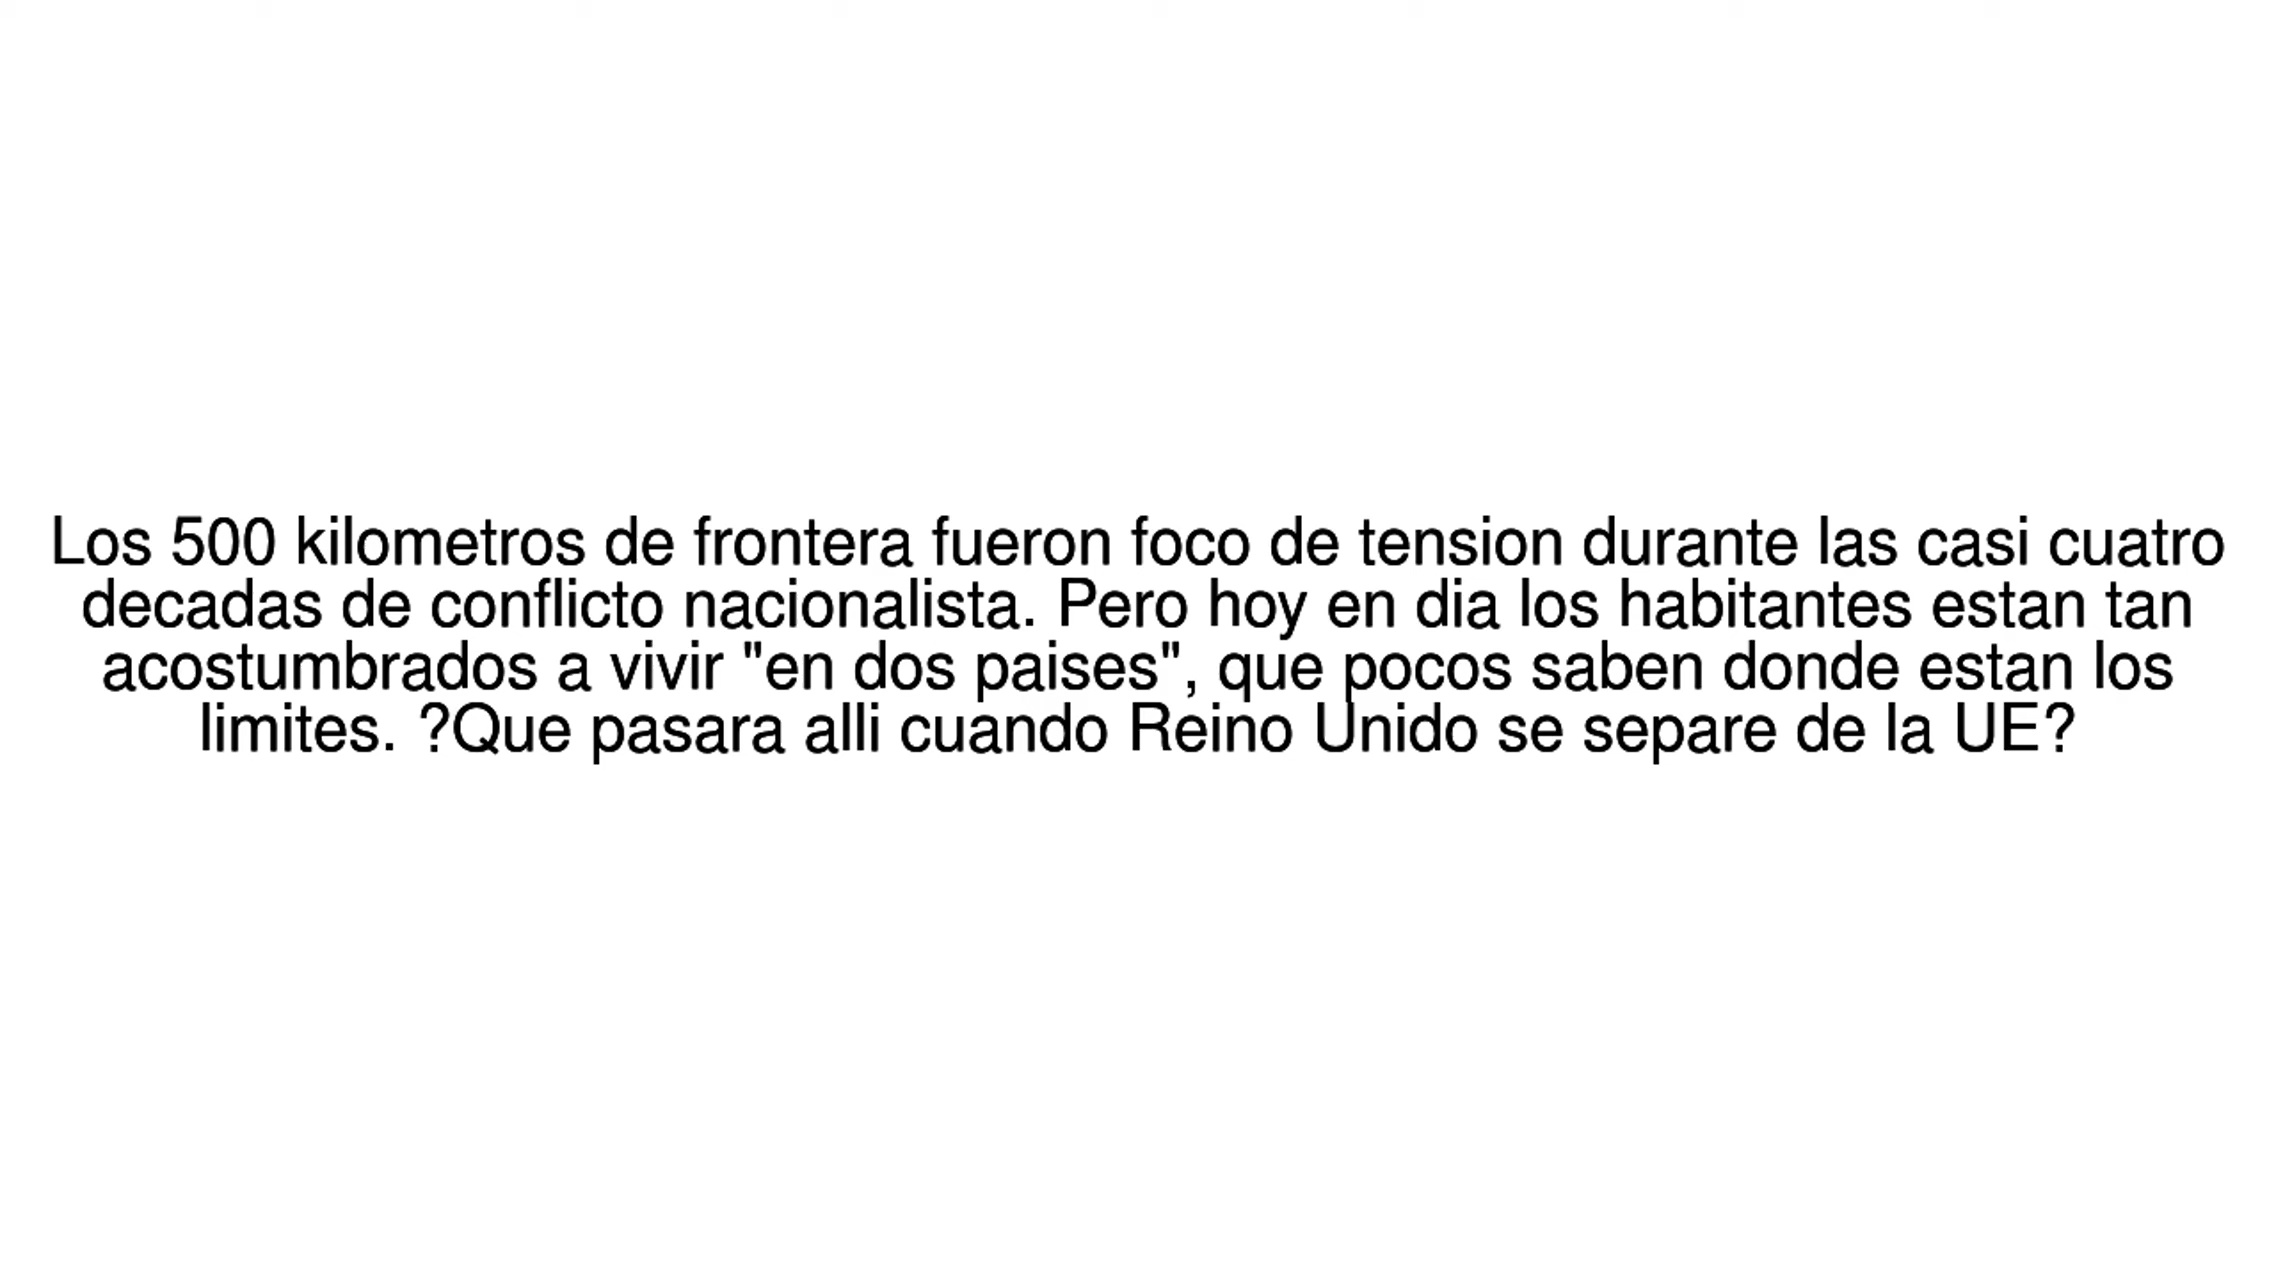 Los 500 kilometros de frontera fueron foco de tension durante las casi cuatro
decadas de conflicto nacionalista. Pero hoy en dia los habitantes estan tan
acostumbrados a vivir "en dos paises", que pocos saben donde estan los
limites. ?Que pasara alli cuando Reino Unido se separe de la UE?